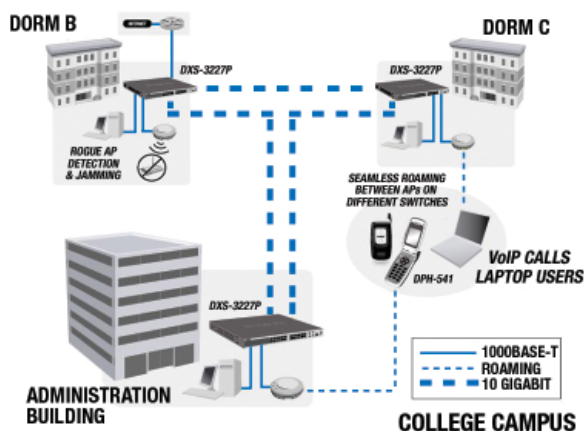 DORM B
INTERNET
DXS-3227P
ROGUE AP
DETECTION
& JAMMING
DORM C
DXS-3227P
SEAMLESS ROAMING
BETWEEN APs ON
DIFFERENT SWITCHES
VoIP CALLS
LAPTOP USERS
DPH-541
DXS-3227P
ADMINISTRATION
BUILDING
1000BASE-T
ROAMING
10 GIGABIT
COLLEGE CAMPUS